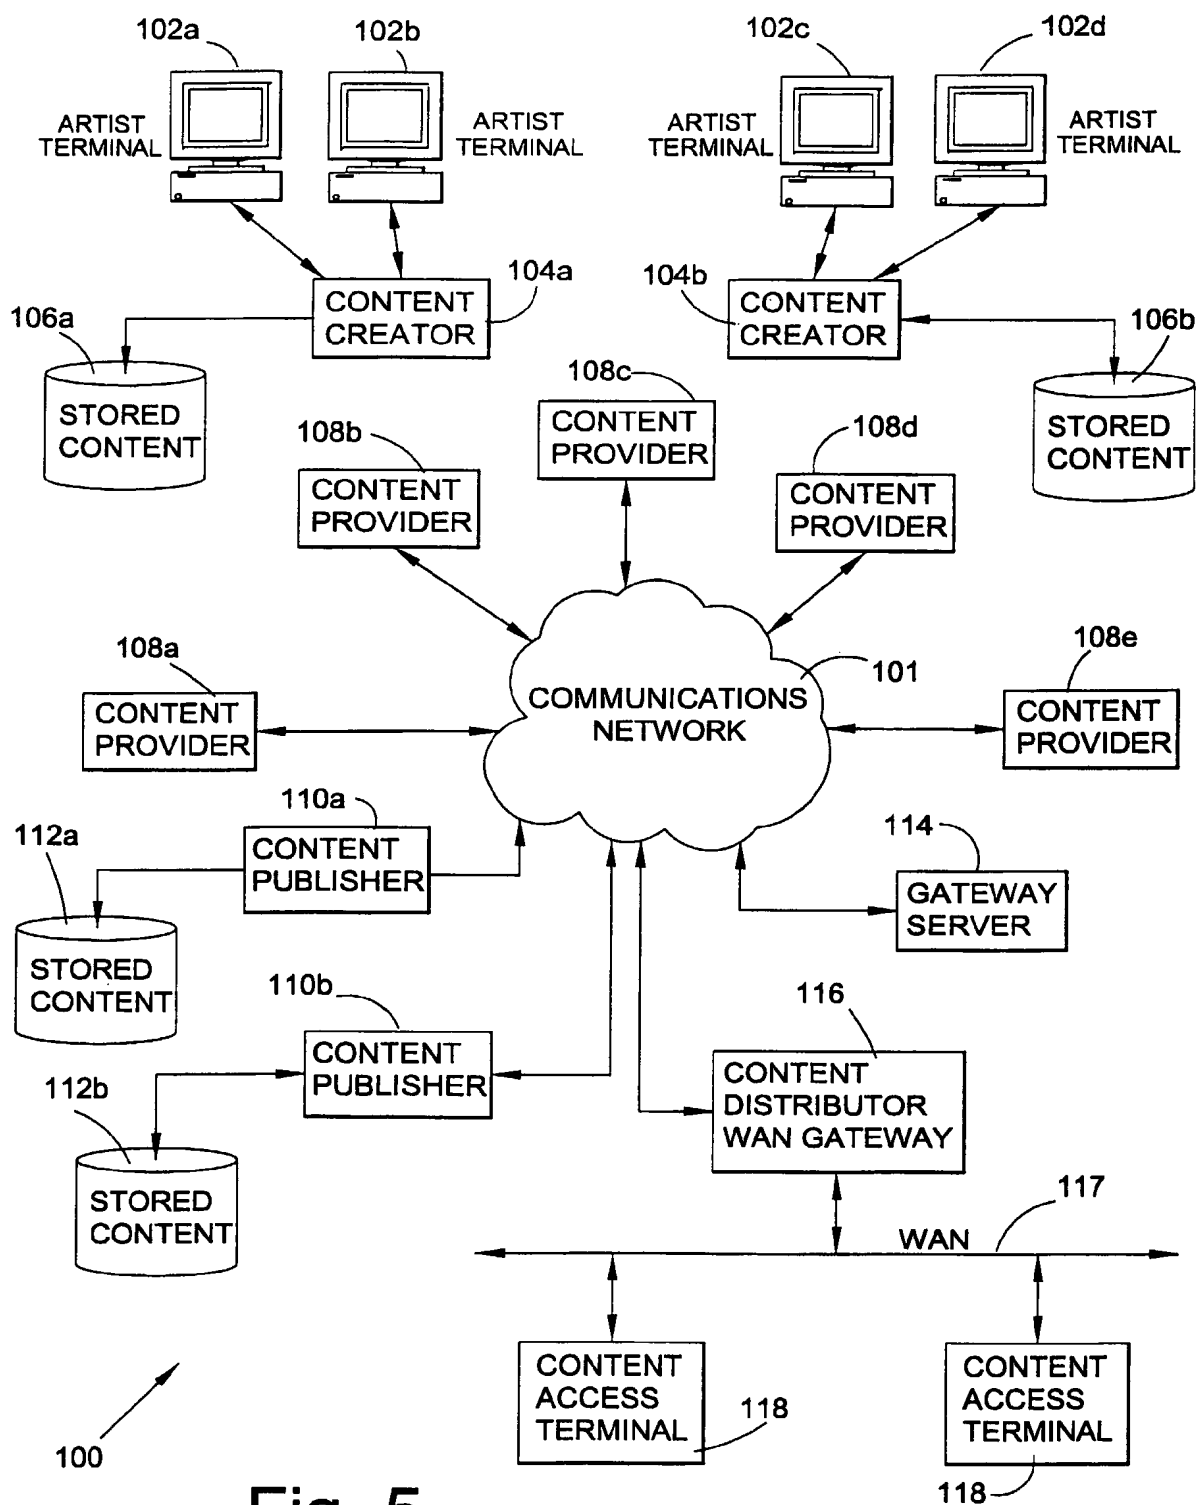 102a
102b
102c
102d
ARTIST
TERMINAL
ARTIST
TERMINAL
ARTIST
TERMINAL
ARTIST
TERMINAL
104a
CONTENT
CREATOR
104b
CONTENT
CREATOR
106a
STORED
CONTENT
106b
STORED
CONTENT
108c
CONTENT
PROVIDER
108b
CONTENT
PROVIDER
108d
CONTENT
PROVIDER
108a
CONTENT
PROVIDER
101
COMMUNICATIONS
NETWORK
108e
CONTENT
PROVIDER
110a
CONTENT
PUBLISHER
112a
STORED
CONTENT
114
GATEWAY
SERVER
110b
CONTENT
PUBLISHER
112b
STORED
CONTENT
116
CONTENT
DISTRIBUTOR
WAN GATEWAY
117
WAN
CONTENT
ACCESS
TERMINAL
118
CONTENT
ACCESS
TERMINAL
118
100
Fig. 5